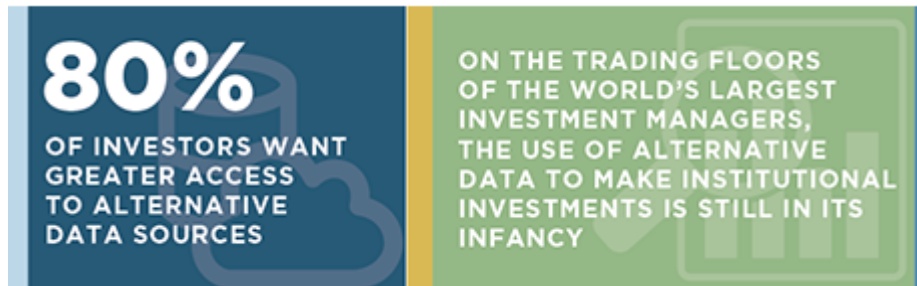 80%
OF INVESTORS WANT
GREATER ACCESS
TO ALTERNATIVE
DATA SOURCES
ON THE TRADING FLOORS
OF THE WORLD'S LARGEST
INVESTMENT MANAGERS,
THE USE OF ALTERNATIVE
DATA TO MAKE INSTITUTIONAL
INVESTMENTS IS STILL IN ITS
INFANCY